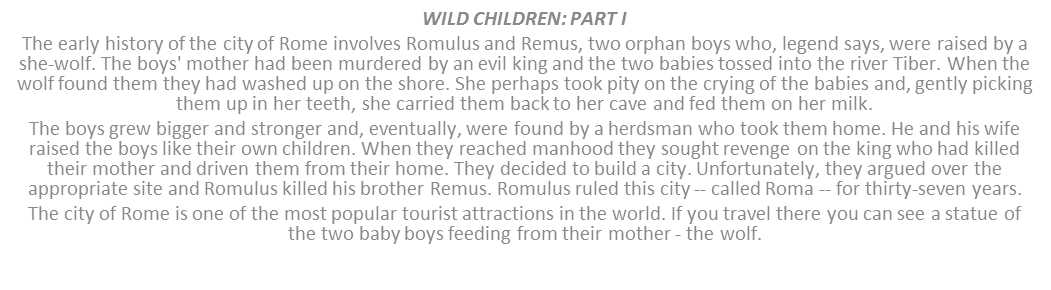 WILD CHILDREN: PART I
The early history of the city of Rome involves Romulus and Remus, two orphan boys who, legend says, were raised by a
she-wolf. The boys' mother had been murdered by an evil king and the two babies tossed into the river Tiber. When the
wolf found them they had washed up on the shore. She perhaps took pity on the crying of the babies and, gently picking
them up in her teeth, she carried them back to her cave and fed them on her milk.
The boys grew bigger and stronger and, eventually, were found by a herdsman who took them home. He and his wife
raised the boys like their own children. When they reached manhood they sought revenge on the king who had killed
their mother and driven them from their home. They decided to build a city. Unfortunately, they argued over the
appropriate site and Romulus killed his brother Remus. Romulus ruled this city -- called Roma -- for thirty-seven years.
The city of Rome is one of the most popular tourist attractions in the world. If you travel there you can see a statue of
the two baby boys feeding from their mother - the wolf.